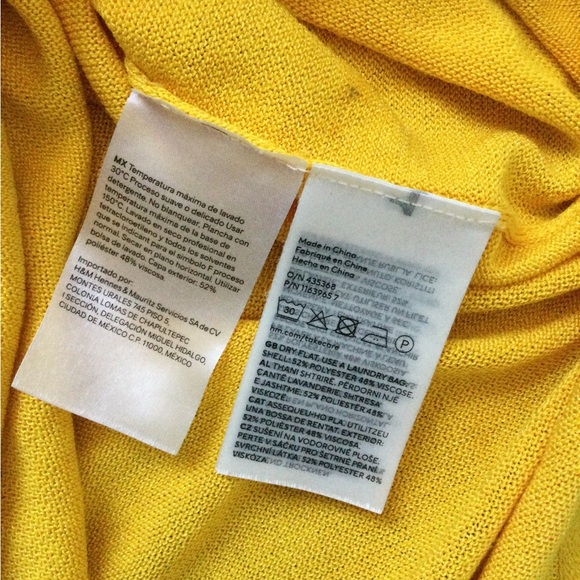 MX Temperatura máxima de lavado
30°C Proceso suave o delicado Usar
detergente. No blanquear. Plancha con
temperatura máxima de la base de
150°C. Lavado en seco profesional en
tetracloroetileno y todos los solventes
que se indican para el símbolo F proceso
normal. Secar en plano horizontal. Utilizar
bolsa de lavado. Capa exterior: 52%
poliéster 48% viscosa.
Importado por:
H&M Hennes & Mauritz Servicios SA de CV
MONTES URALES 745 PISO 5,
COLONIA LOMAS DE CHAPULTEPEC
I SECCIÓN, DELEGACIÓN MIGUEL HIDALGO,
CIUDAD DE MÉXICO C.P. 11000, MÉXICO
Made in China
Fabriqué en Chine
Hecho en China
O/N 435368
P/N 1163965 5
30 P
hm.com/takecare
GB DRY FLAT. USE A LAUNDRY BAG.
SHELL: 52% POLYESTER 48% VISCOSE.
AL THANI SHTRIRË. PËRDORNI NJË
ÇANTË LAVANDERIE. SHTRESA
E JASHTME: 52% POLYESTER 48%
VISKOZË
CAT ASSEQUEU-HO PLA. UTILITZEU
UNA BOSSA DE RENTAT. EXTERIOR:
52% POLIÈSTER 48% VISCOSA.
CZ SUŠENÍ NA VODOROVNÉ PLOŠE.
PERTE V SÁČKU PRO ŠETRNÉ PRANÍ.
SVRCHNÍ LÁTKA: 52% POLYESTER 48%
VISKÓZA